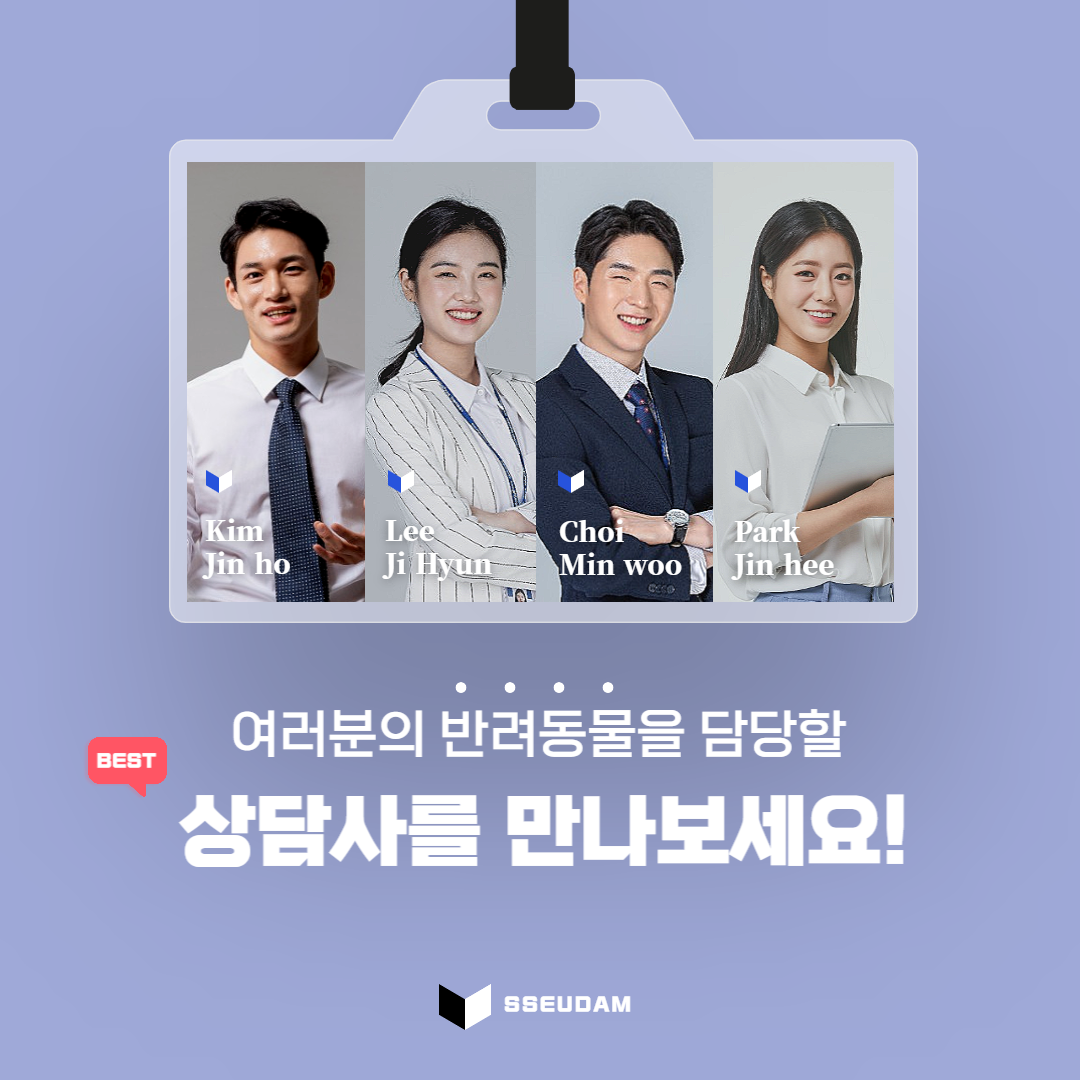 Kim
Jin ho
Lee
Ji Hyun
Choi
Min woo
Park
Jin hee
여러분의 반려동물을 담당할
BEST
상담사를 만나보세요!
SSEUDAM